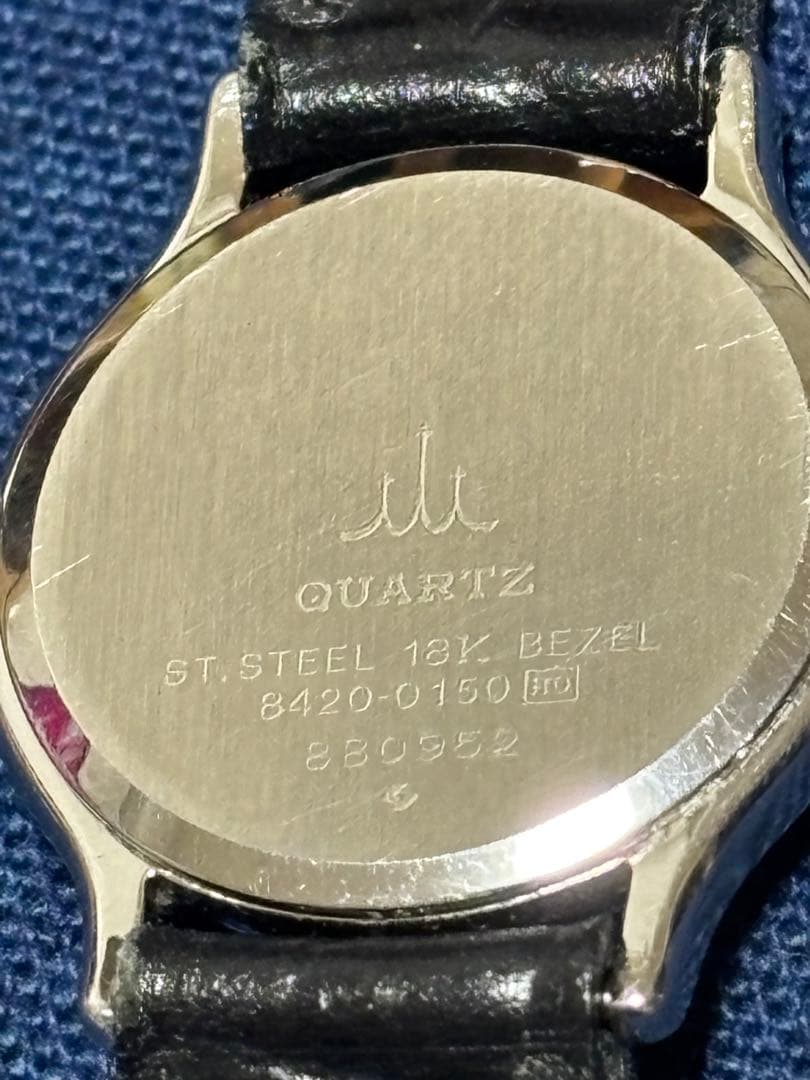 QUARTZ
ST. STEEL 18K BEZEL
8420-0150
880952